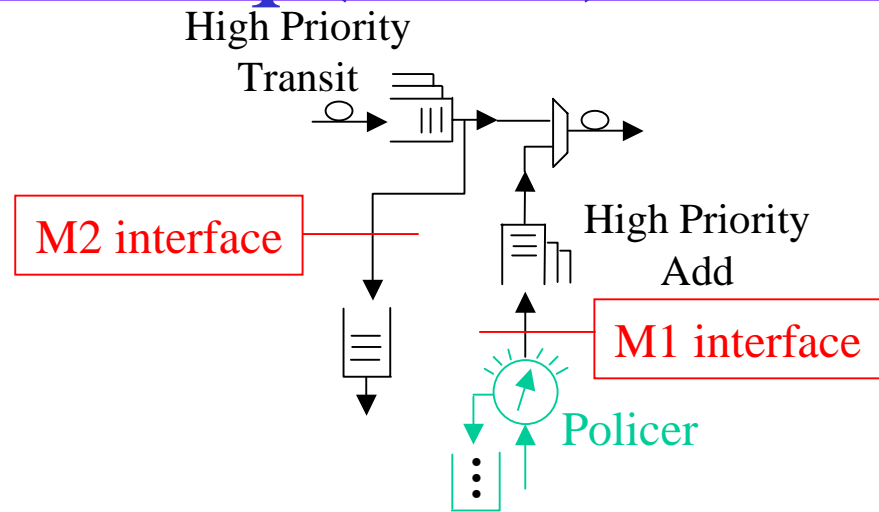 High Priority
Transit
M2 interface
High Priority
Add
M1 interface
Policer